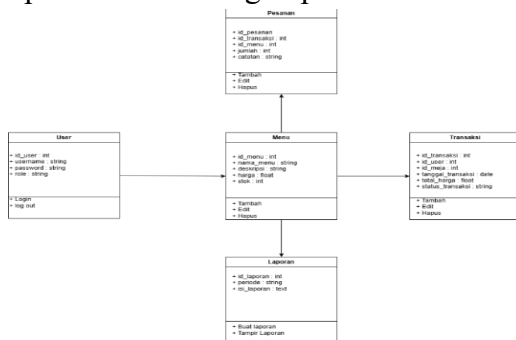 Pesanan
+ id_pesanan
+ id_transaksi : int
+ id_menu : int
+ jumlah : int
+ catatan : string
+ Tambah
+ Edit
+ Hapus
User
+ id_user : int
+ username : string
+ password : string
+ role : string
+ Login
+ log out
Menu
+ id_menu : int
+ nama_menu : string
+ deskripsi : string
+ harga : float
+ stok : int
+ Tambah
+ Edit
+ Hapus
Transaksi
+ id_transaksi : int
+ id_user : int
+ id_meja : int
+ tanggal_transaksi : date
+ total_harga : float
+ status_transaksi : string
+ Tambah
+ Edit
+ Hapus
Laporan
+ id_laporan : int
+ periode : string
+ isi_laporan : text
+ Buat laporan
+ Tampir Laporan